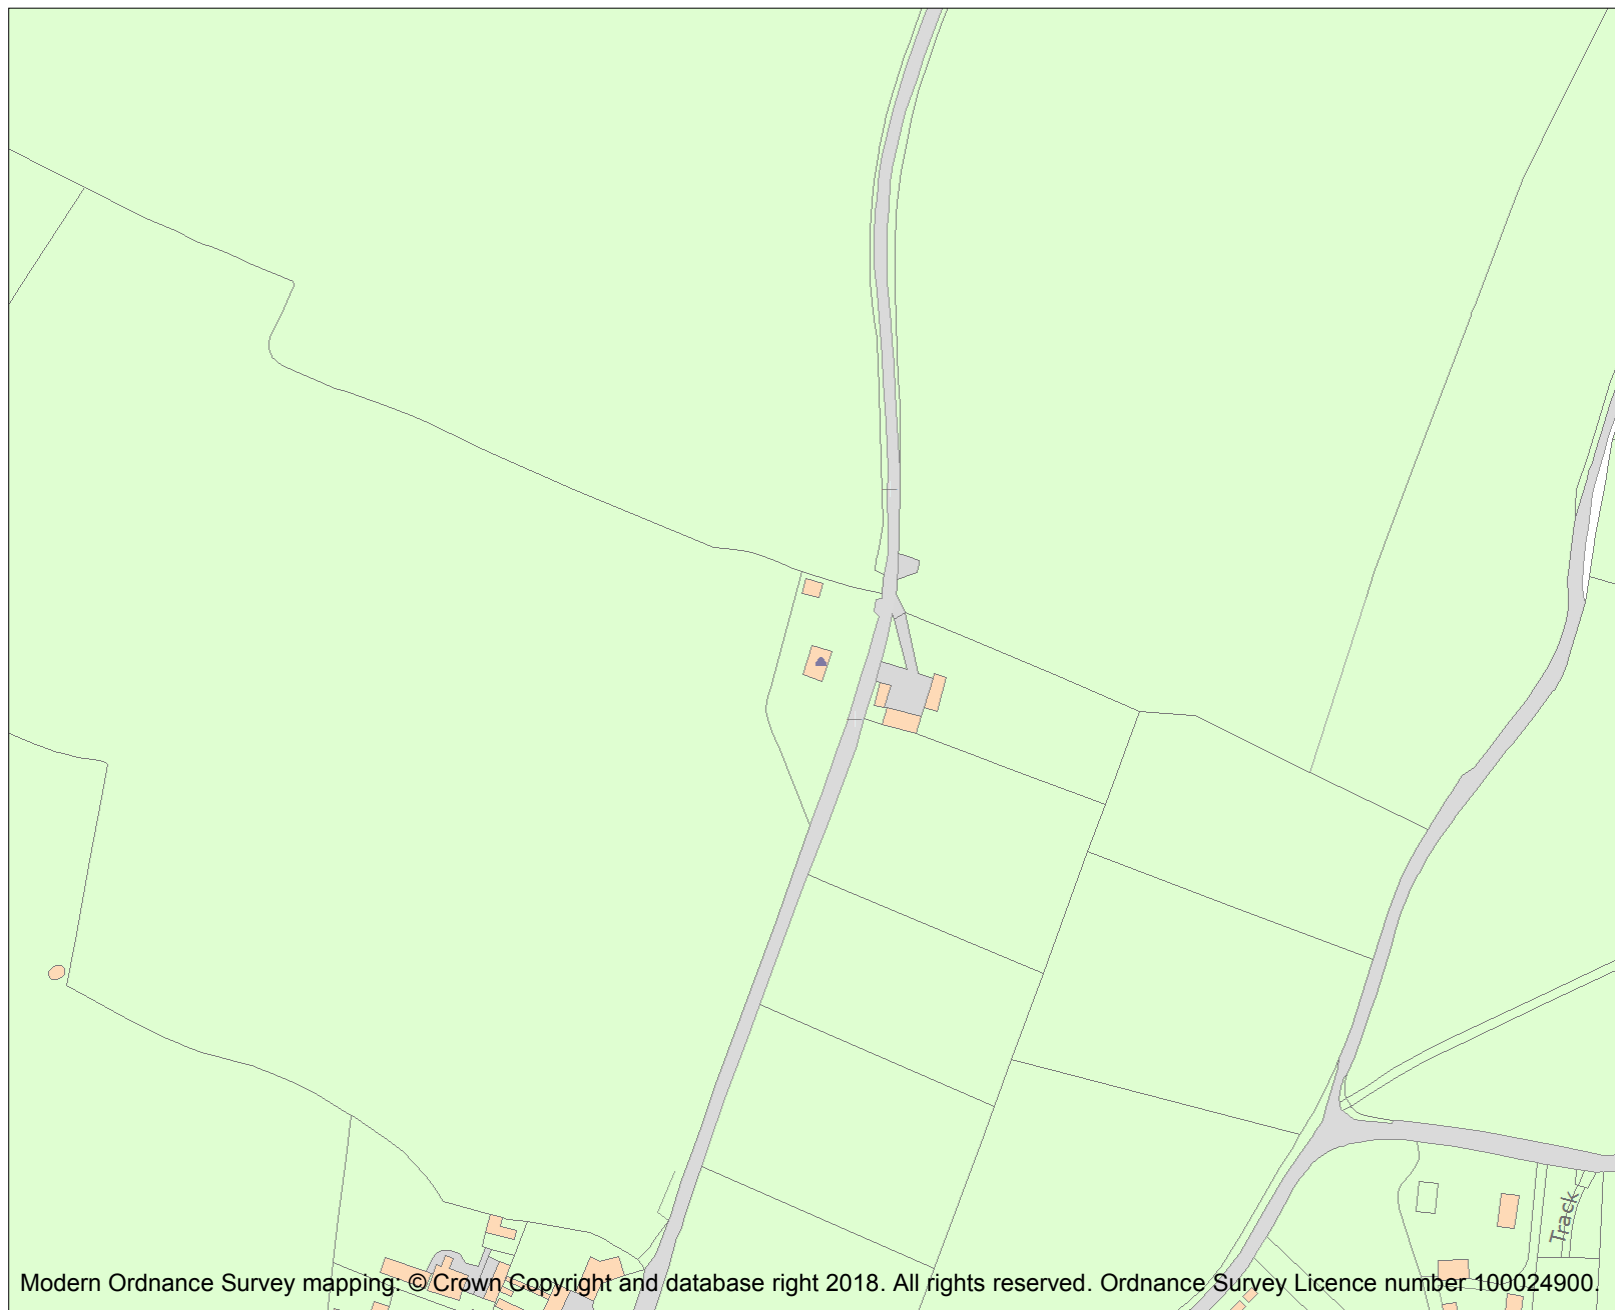 Track
Modern Ordnance Survey mapping: © Crown Copyright and database right 2018. All rights reserved. Ordnance Survey Licence number 100024900.